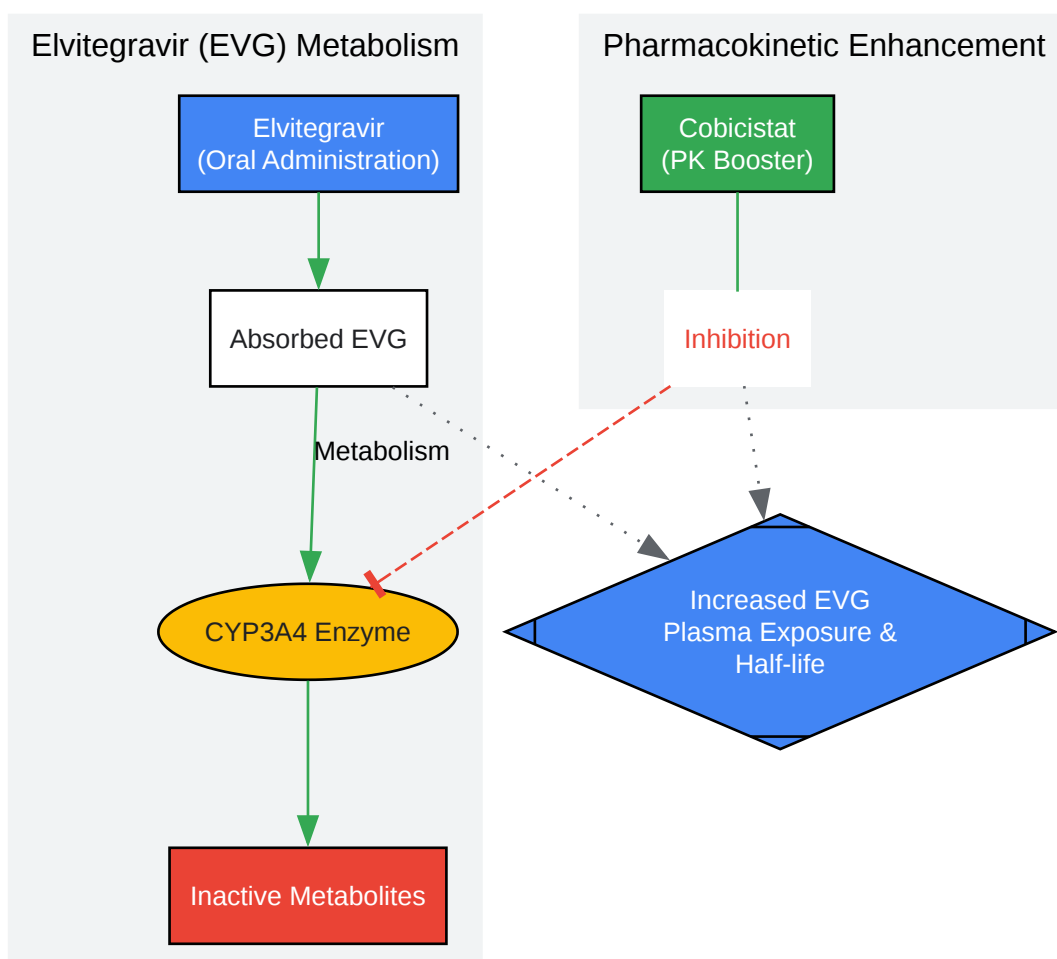 Elvitegravir (EVG) Metabolism
Pharmacokinetic Enhancement
Elvitegravir
(Oral Administration)
Cobicistat
(PK Booster)
Absorbed EVG
Inhibition
Metabolism
CYP3A4 Enzyme
Increased EVG
Plasma Exposure &
Half-life
Inactive Metabolites